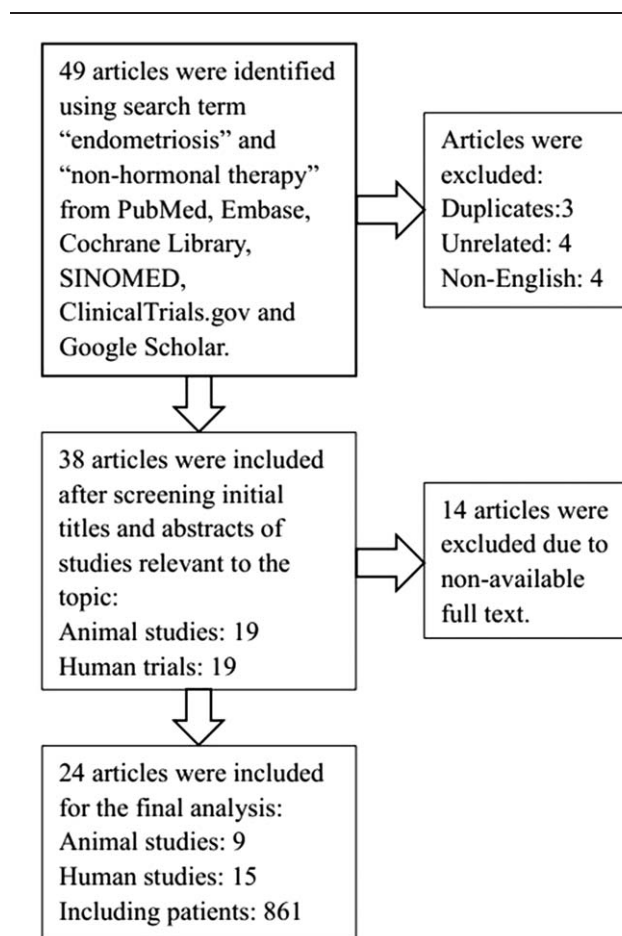 49 articles were identified
using search term
“endometriosis” and
“non-hormonal therapy”
from PubMed, Embase,
Cochrane Library,
SINOMED,
ClinicalTrials.gov and
Google Scholar.
Articles were
excluded:
Duplicates:3
Unrelated: 4
Non-English: 4
38 articles were included
after screening initial
titles and abstracts of
studies relevant to the
topic:
Animal studies: 19
Human trials: 19
14 articles were
excluded due to
non-available
full text.
24 articles were included
for the final analysis:
Animal studies: 9
Human studies: 15
Including patients: 861